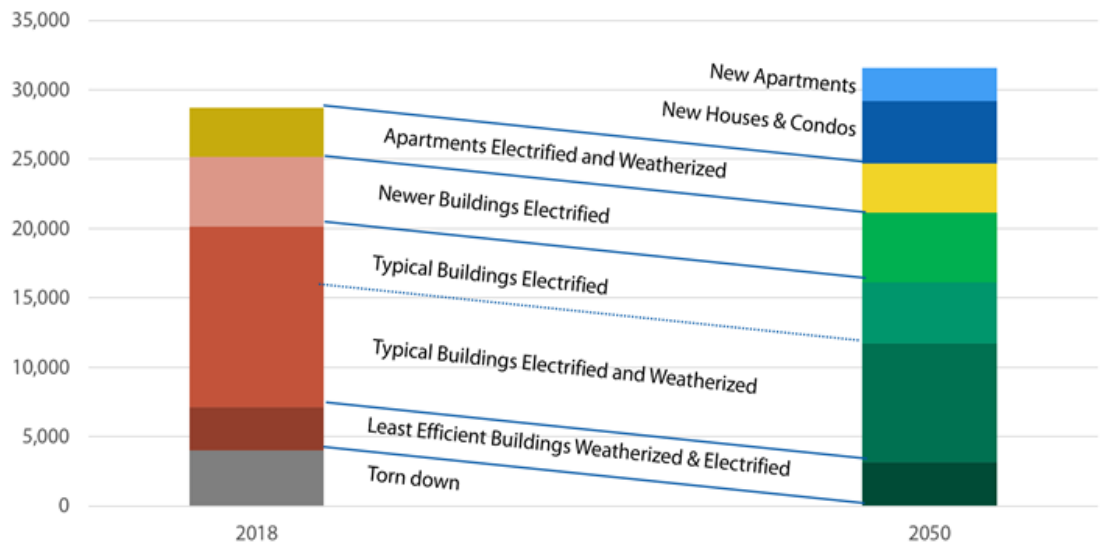 35,000
30,000
25,000
20,000
15,000
10,000
5,000
0
New Apartments
New Houses & Condos
Apartments Electrified and Weatherized
Newer Buildings Electrified
Typical Buildings Electrified
Typical Buildings Electrified and Weatherized
Least Efficient Buildings Weatherized & Electrified
Torn down
2018
2050